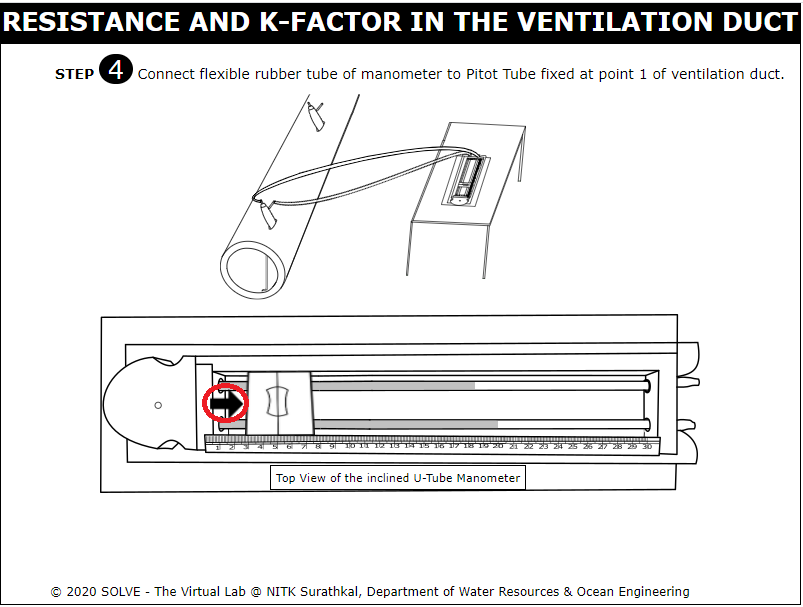 RESISTANCE AND K-FACTOR IN THE VENTILATION DUCT
STEP 4 Connect flexible rubber tube of manometer to Pitot Tube fixed at point 1 of ventilation duct.
1 2 3 4 5 6 7 8 9 10 11 12 13 14 15 16 17 18 19 20 21 22 23 24 25 26 27 28 29 30
Top View of the inclined U-Tube Manometer
© 2020 SOLVE - The Virtual Lab @ NITK Surathkal, Department of Water Resources & Ocean Engineering